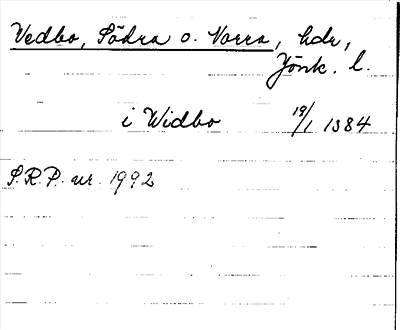 Vedbo, Södra o. Norra, hdr,
Jönk. l.
i Widbo 19/1 1384
S.R.P. nr. 1992